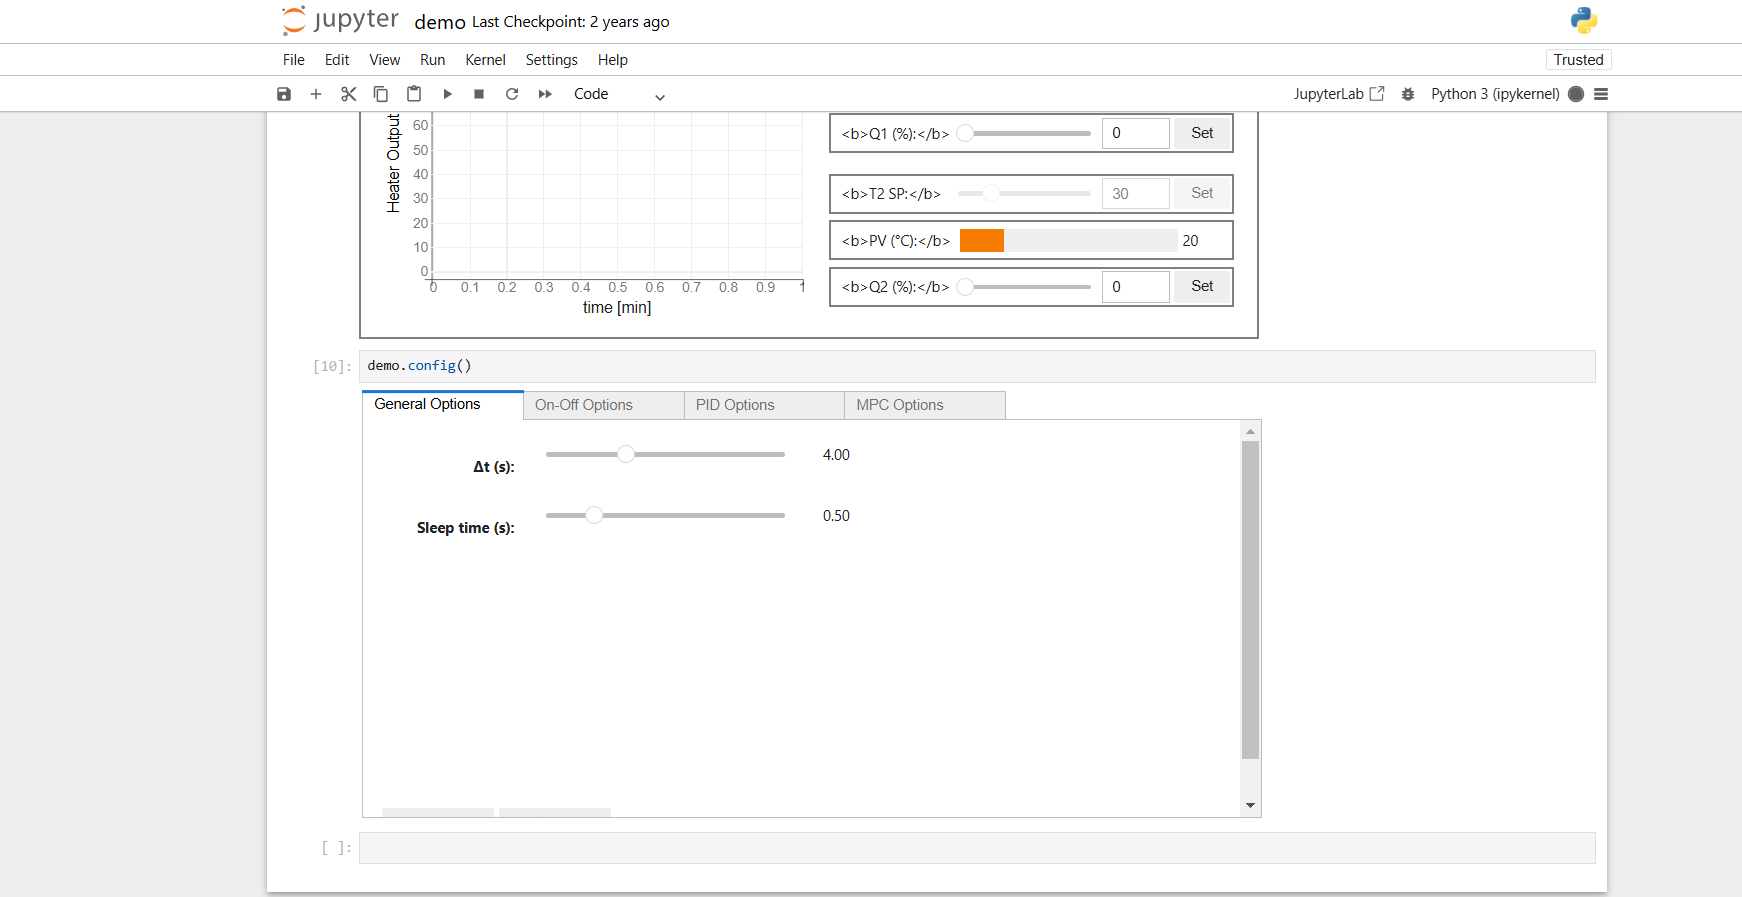 jupyter demo Last Checkpoint: 2 years ago
File Edit View Run Kernel Settings Help Trusted
Code JupyterLab Python 3 (ipykernel)
Heater Output
60
50
40
30
20
10
0
0 0.1 0.2 0.3 0.4 0.5 0.6 0.7 0.8 0.9 1
time [min]
<b>Q1 (%):</b> 0 Set
<b>T2 SP:</b> 30 Set
<b>PV (°C):</b> 20
<b>Q2 (%):</b> 0 Set
[10]: demo.config()
General Options On-Off Options PID Options MPC Options
Δt (s): 4.00
Sleep time (s): 0.50
[ ]: